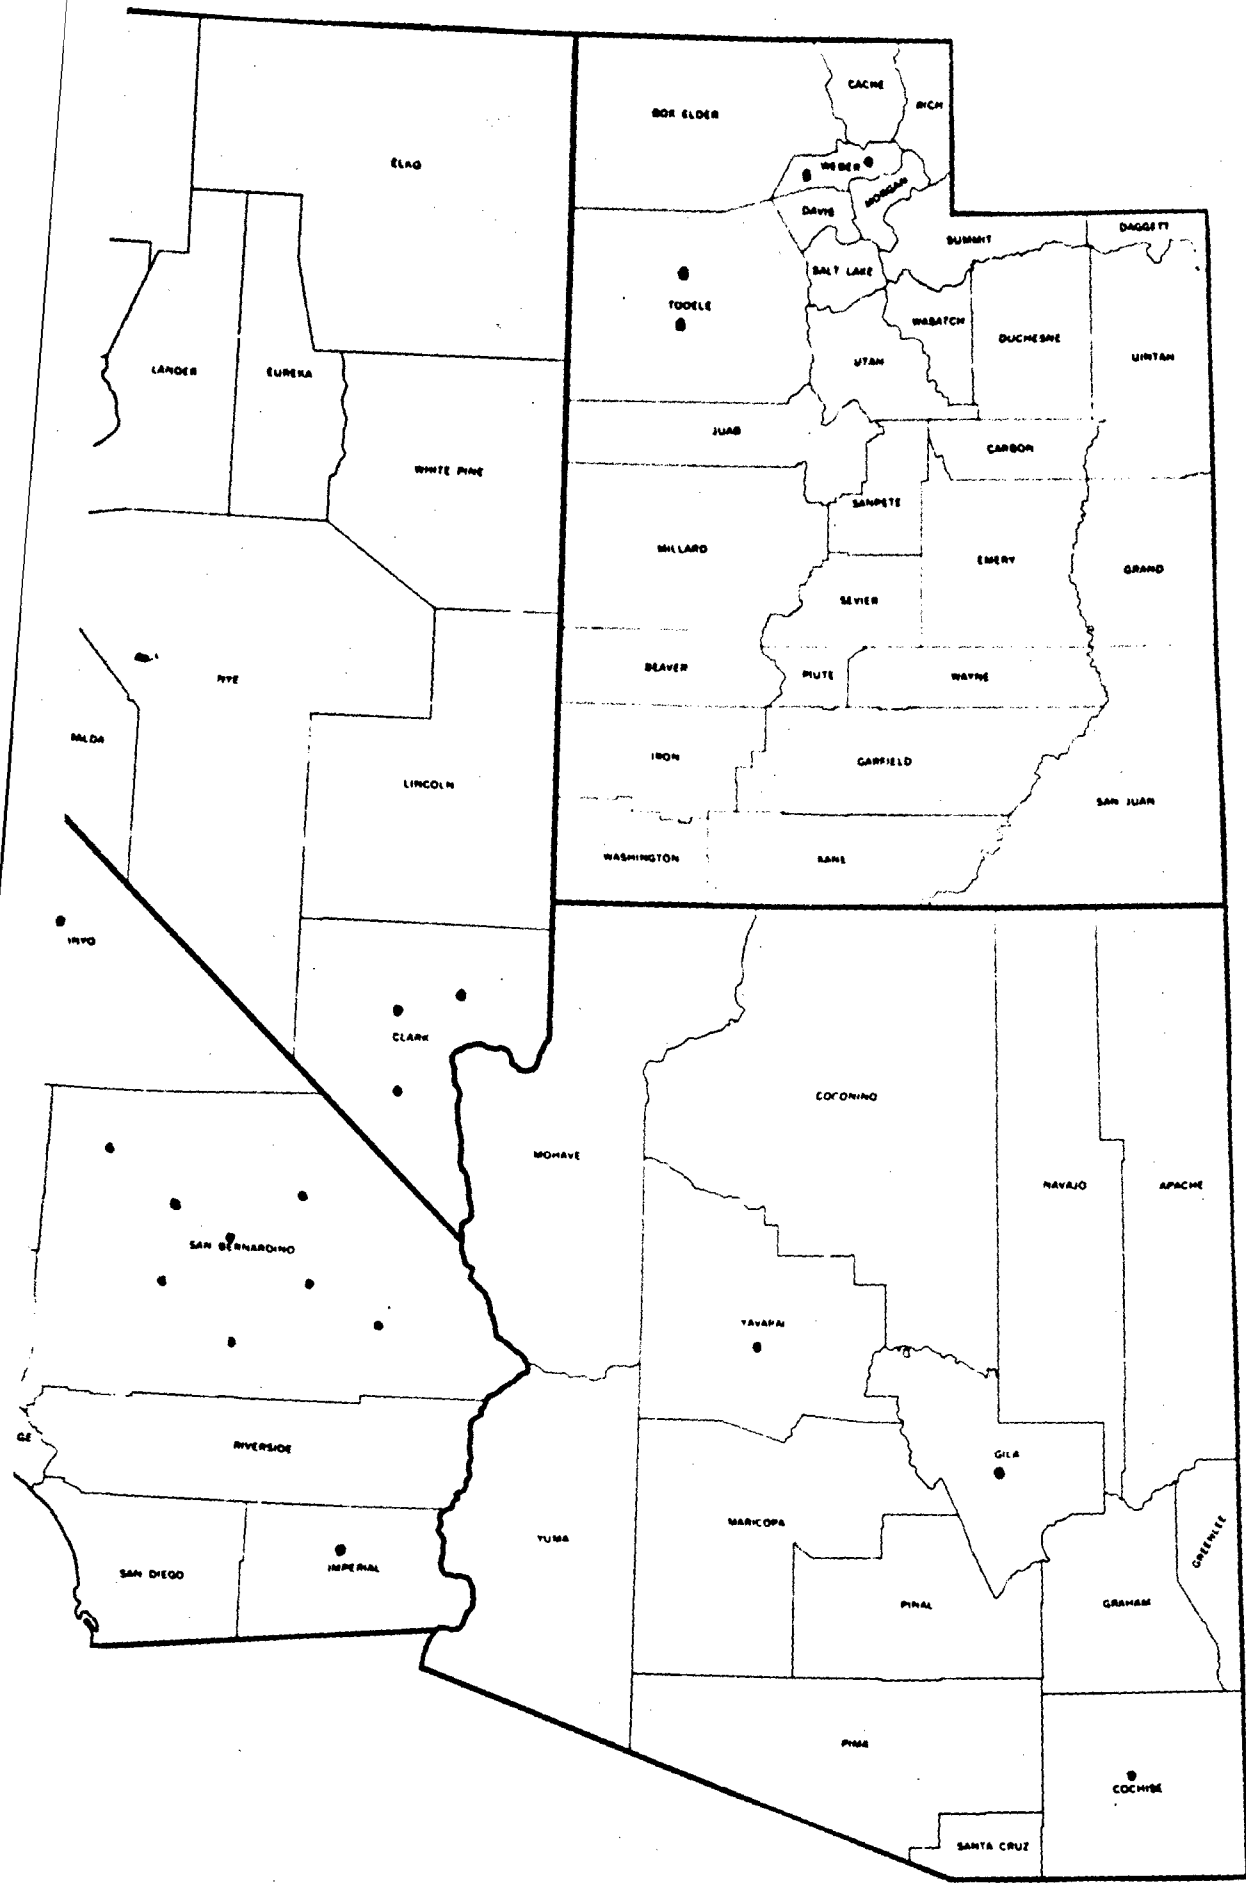 CACHE
RICH
BOX ELDER
ELKO
WEBER
MORGAN
DAVIS
SUMMIT
DAGGETT
SALT LAKE
TOOELE
WASATCH
DUCHESNE
UINTAH
UTAH
LANDER
EUREKA
JUAB
CARBON
WHITE PINE
SANPETE
MILLARD
EMERY
GRAND
SEVIER
BEAVER
PIUTE
WAYNE
NYE
RALDA
IRON
GARFIELD
LINCOLN
SAN JUAN
WASHINGTON
KANE
INYO
CLARK
COCONINO
MOHAVE
NAVAJO
APACHE
SAN BERNARDINO
YAVAPAI
GE
RIVERSIDE
GILA
MARICOPA
YUMA
GREENLEE
SAN DIEGO
IMPERIAL
PINAL
GRAHAM
PIMA
COCHISE
SANTA CRUZ